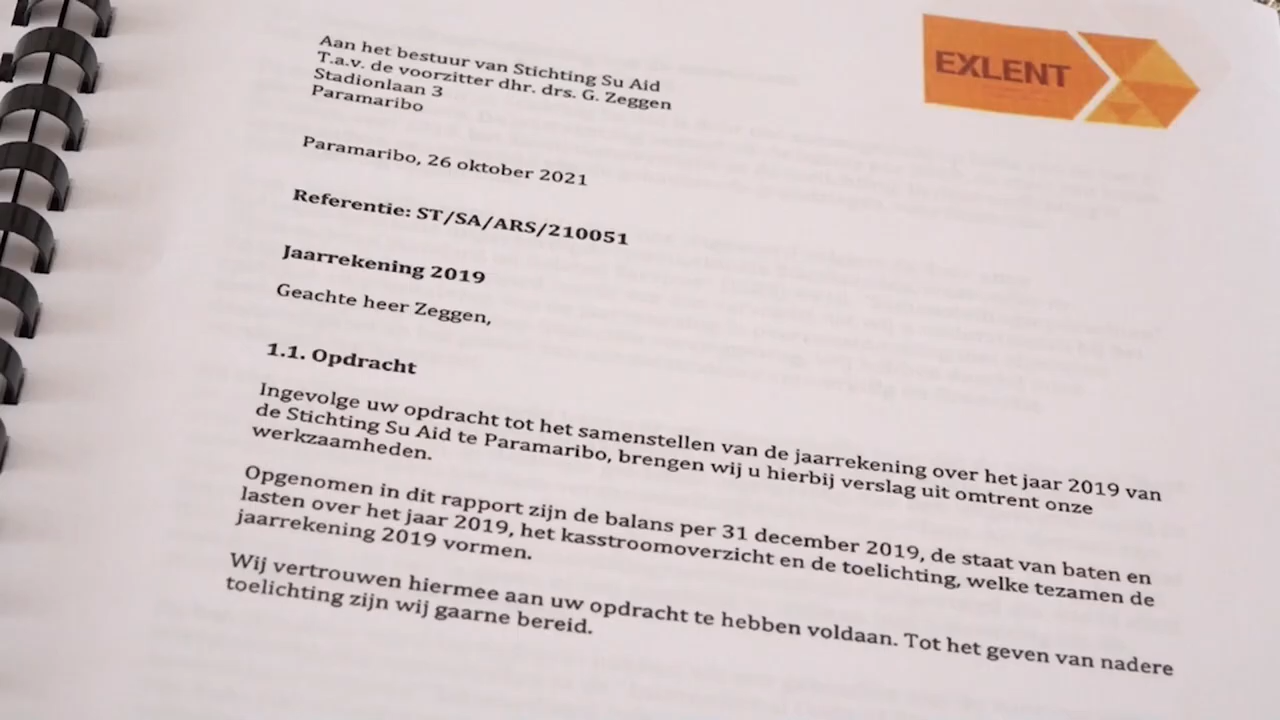 EXLENT
Aan het bestuur van Stichting Su Aid
T.a.v. de voorzitter dhr. drs. G. Zeggen
Stadionlaan 3
Paramaribo
Paramaribo, 26 oktober 2021
Referentie: ST/SA/ARS/210051
Jaarrekening 2019
Geachte heer Zeggen,
1.1. Opdracht
Ingevolge uw opdracht tot het samenstellen van de jaarrekening over het jaar 2019 van
de Stichting Su Aid te Paramaribo, brengen wij u hierbij verslag uit omtrent onze
werkzaamheden.
Opgenomen in dit rapport zijn de balans per 31 december 2019, de staat van baten en
lasten over het jaar 2019, het kasstroomoverzicht en de toelichting, welke tezamen de
jaarrekening 2019 vormen.
Wij vertrouwen hiermee aan uw opdracht te hebben voldaan. Tot het geven van nadere
toelichting zijn wij gaarne bereid.